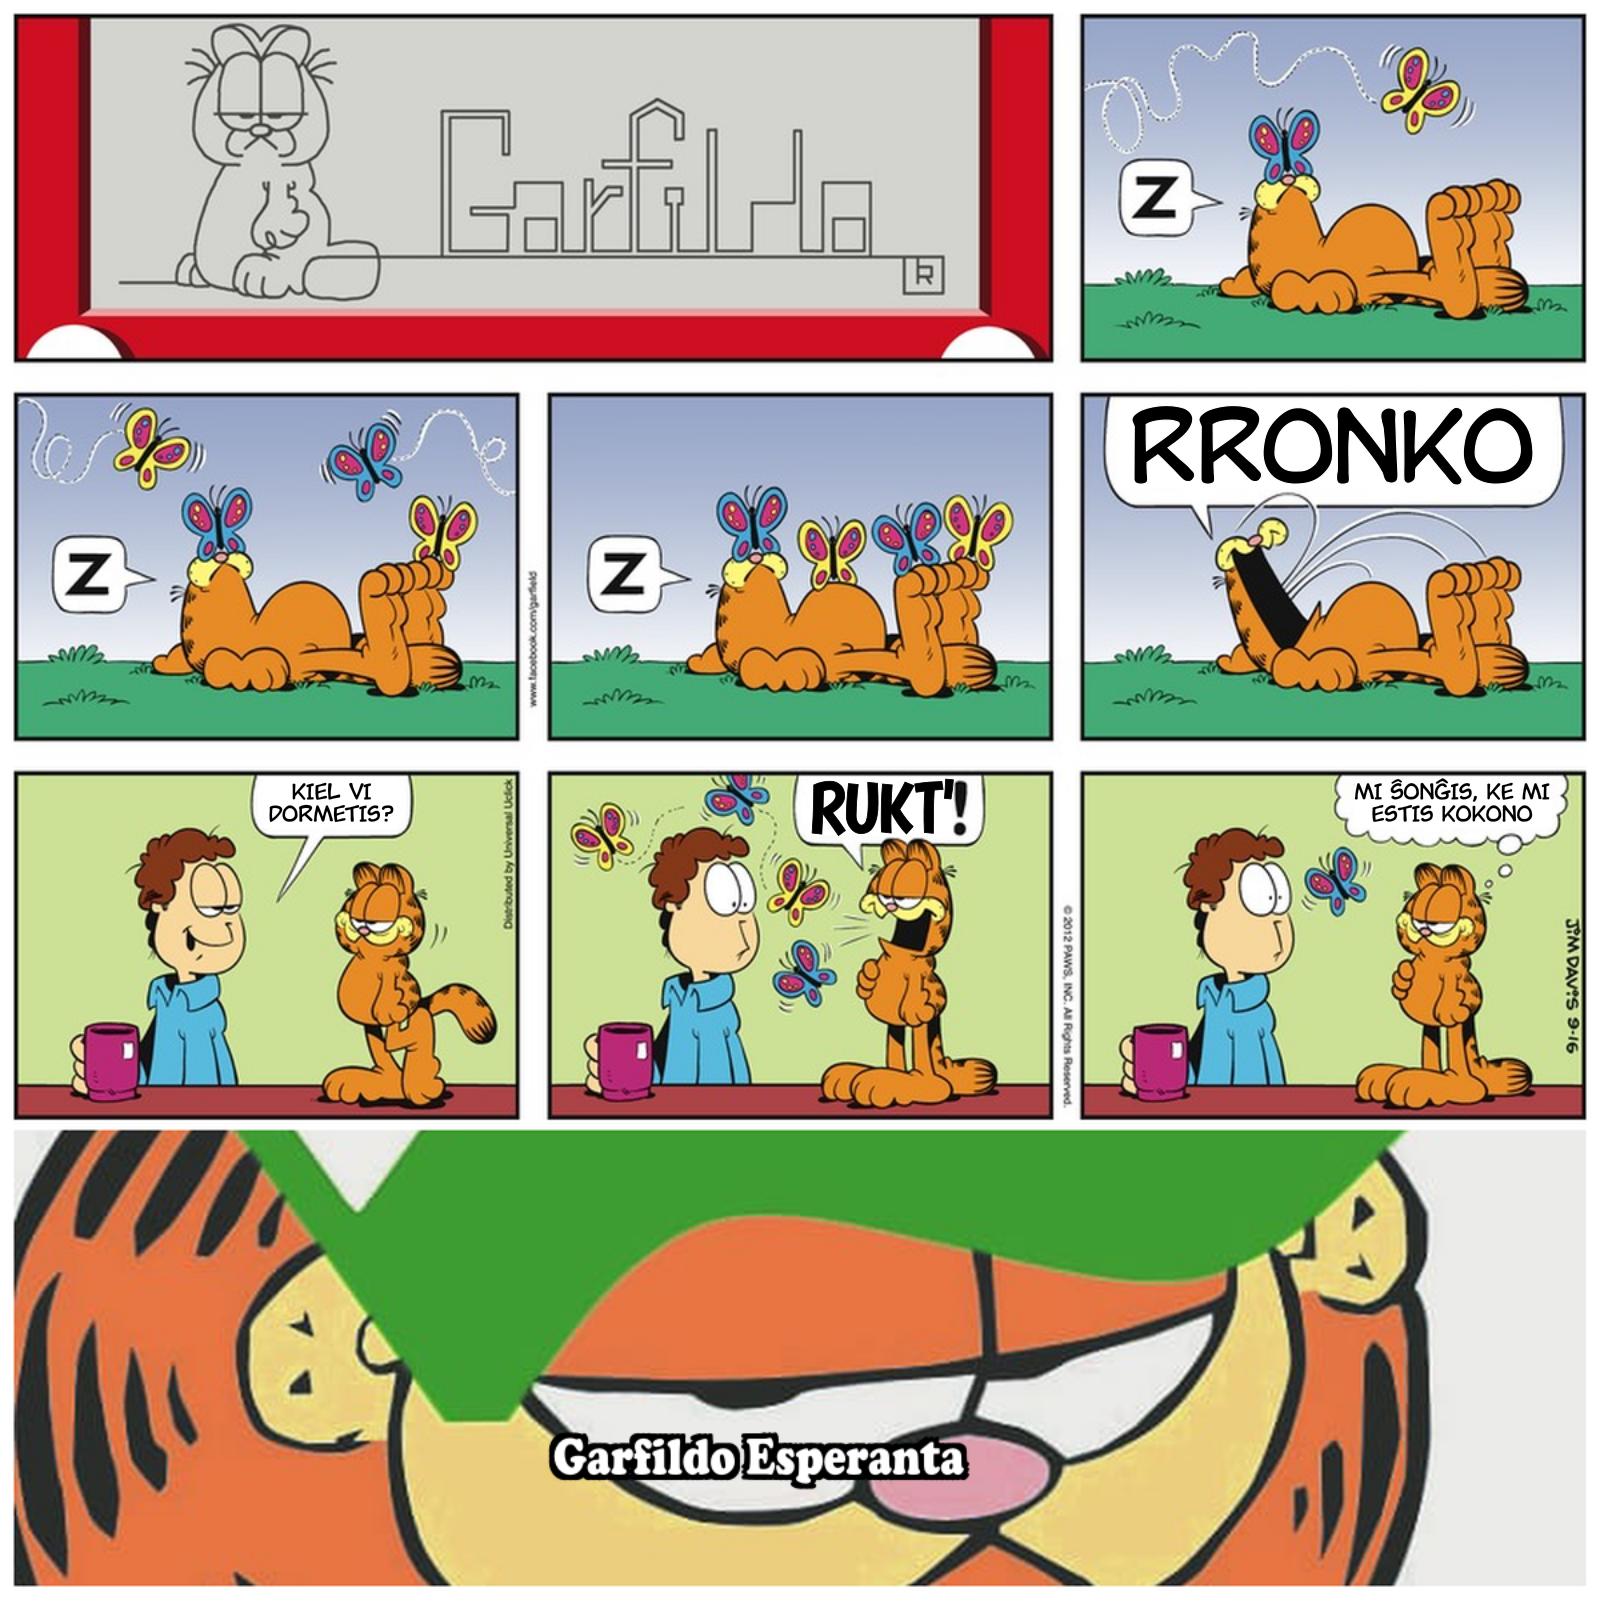 Garfildo
Z
Z
www.facebook.com/garfield
Z
RRONKO
KIEL VI
DORMETIS?
Distributed by Universal Uclick
RUKT'!
© 2012 PAWS, INC. All Rights Reserved.
MI ŜONĜIS, KE MI
ESTIS KOKONO
JIM DAVIS 9-16
Garfildo Esperanta